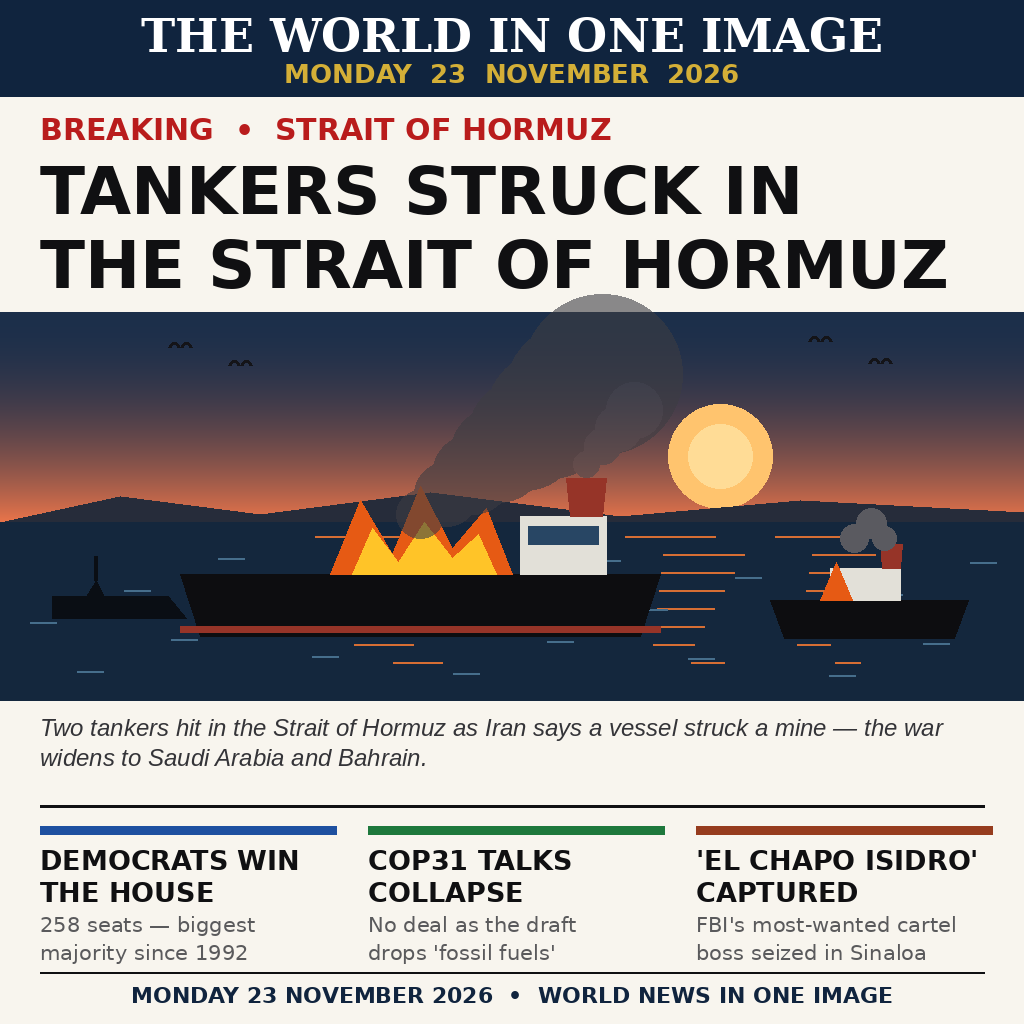 THE WORLD IN ONE IMAGE
MONDAY 23 NOVEMBER 2026
BREAKING • STRAIT OF HORMUZ
TANKERS STRUCK IN
THE STRAIT OF HORMUZ
Two tankers hit in the Strait of Hormuz as Iran says a vessel struck a mine — the war
widens to Saudi Arabia and Bahrain.
DEMOCRATS WIN
THE HOUSE
258 seats — biggest
majority since 1992
COP31 TALKS
COLLAPSE
No deal as the draft
drops 'fossil fuels'
'EL CHAPO ISIDRO'
CAPTURED
FBI's most-wanted cartel
boss seized in Sinaloa
MONDAY 23 NOVEMBER 2026 • WORLD NEWS IN ONE IMAGE